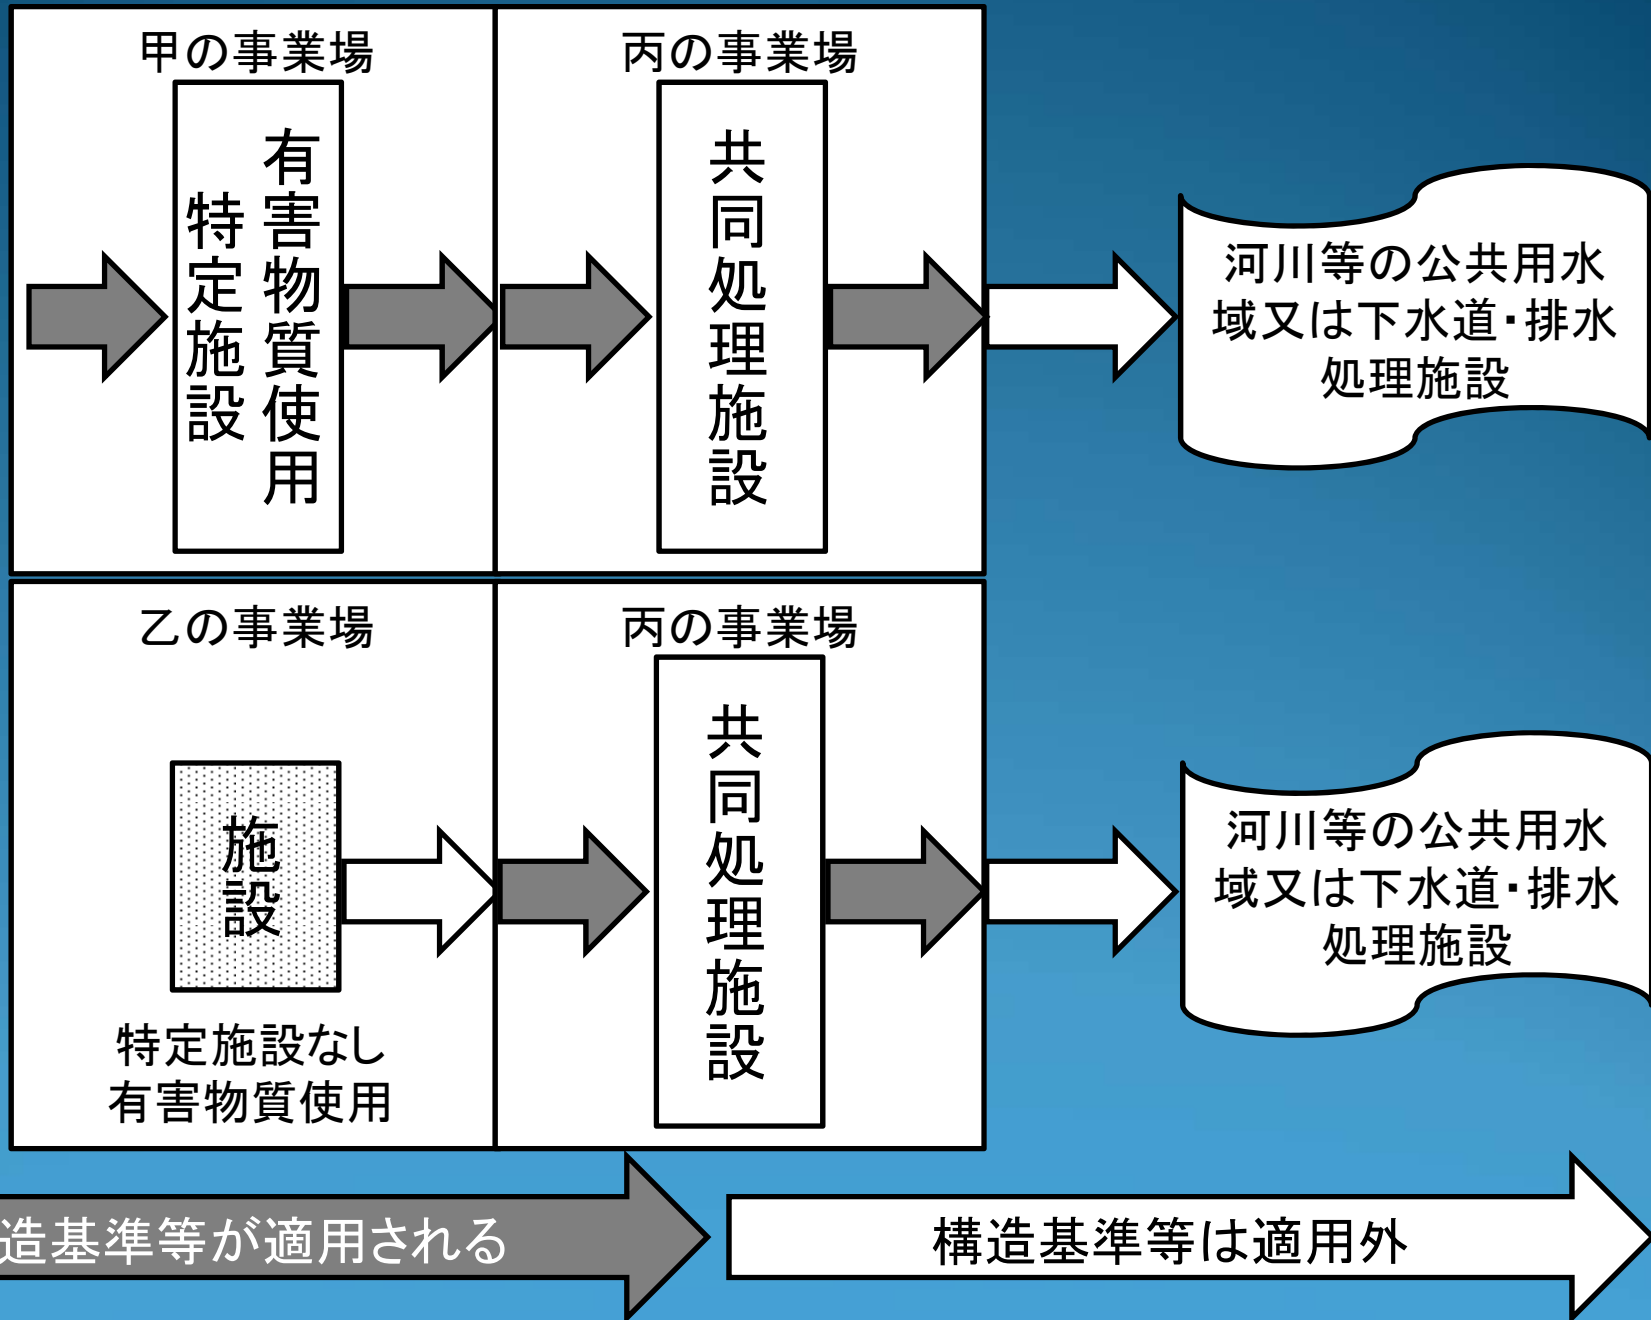 甲の事業場
有害物質使用
特定施設
丙の事業場
共同処理施設
河川等の公共用水
域又は下水道・排水
処理施設
乙の事業場
施設
特定施設なし
有害物質使用
丙の事業場
共同処理施設
河川等の公共用水
域又は下水道・排水
処理施設
造基準等が適用される
構造基準等は適用外